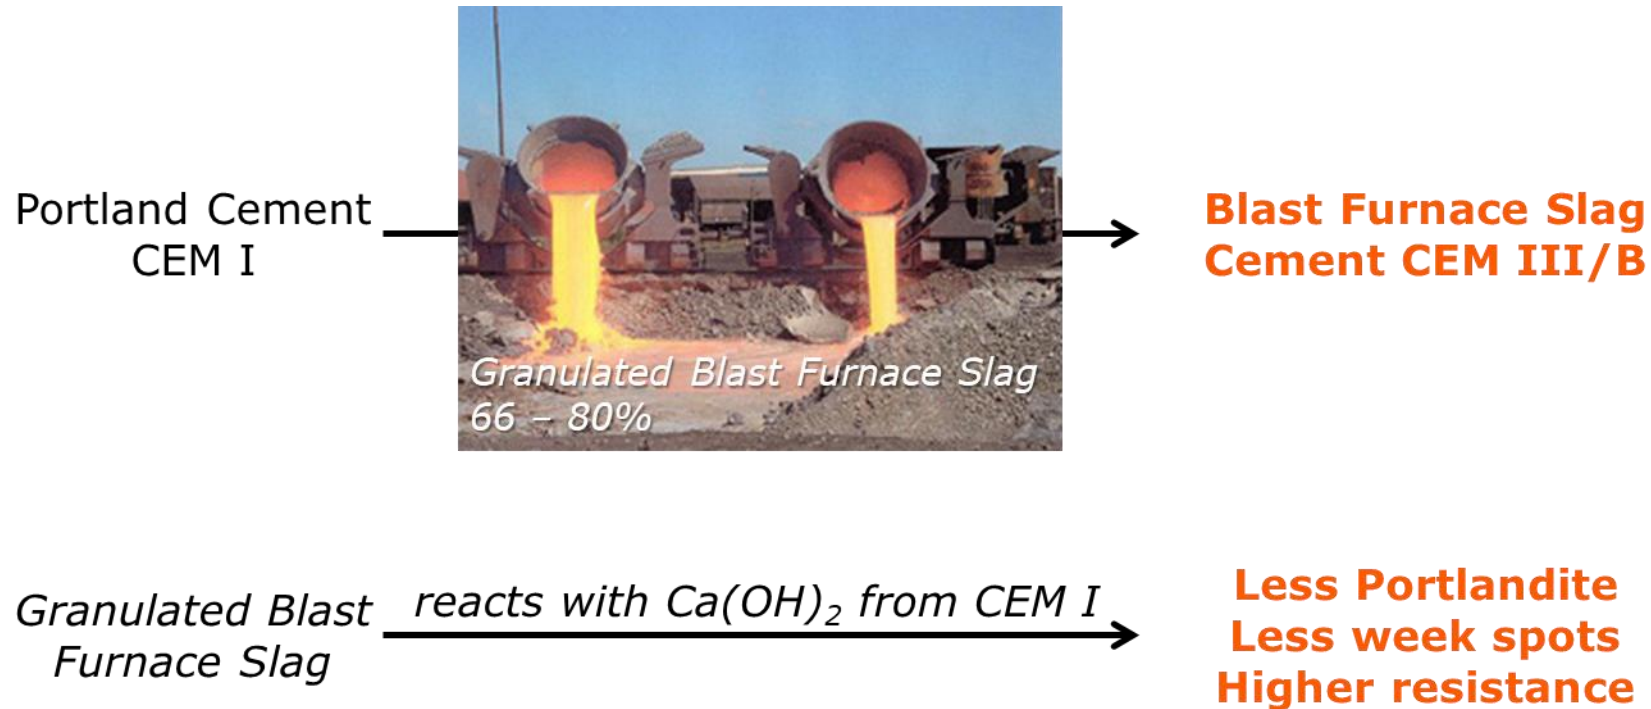 Portland Cement
CEM I
Granulated Blast Furnace Slag
66 – 80%
Blast Furnace Slag
Cement CEM III/B
Granulated Blast
Furnace Slag
reacts with Ca(OH)₂ from CEM I
Less Portlandite
Less week spots
Higher resistance